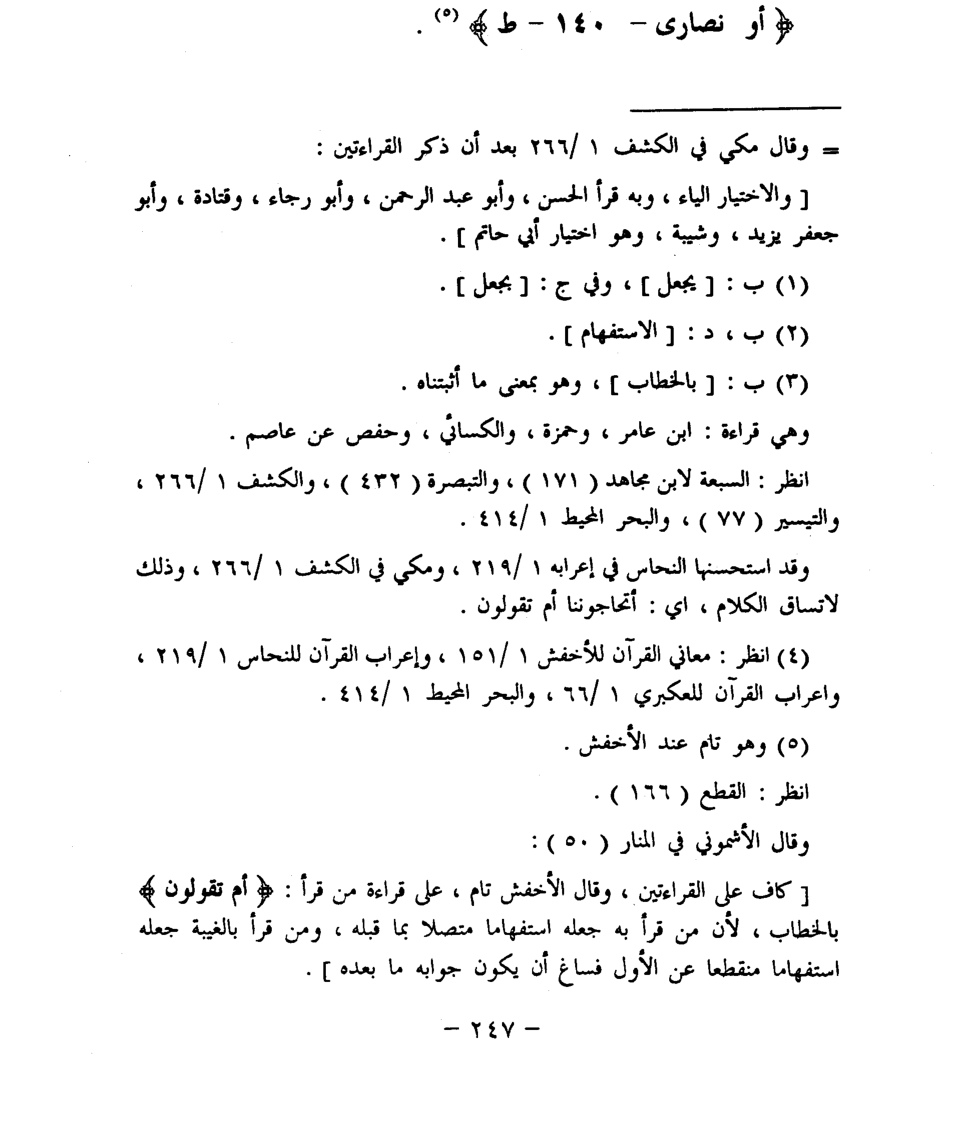 ﴿ أو نصارى – ١٤٠ – ط ﴾ (٥) .
= وقال مكي في الكشف ١ /٢٦٦ بعد أن ذكر القراءتين :
[ والاختيار الياء ، وبه قرأ الحسن ، وأبو عبد الرحمن ، وأبو رجاء ، وقتادة ، وأبو
جعفر يزيد ، وشيبة ، وهو اختيار أبي حاتم ] .
(١) ب : [ يجعل ] ، وفي ج : [ بجعل ] .
(٢) ب ، د : [ الاستفهام ] .
(٣) ب : [ بالخطاب ] ، وهو بمعنى ما أثبتناه .
وهي قراءة : ابن عامر ، وحمزة ، والكسائي ، وحفص عن عاصم .
انظر : السبعة لابن مجاهد ( ١٧١ ) ، والتبصرة ( ٤٣٢ ) ، والكشف ١ /٢٦٦ ،
والتيسير ( ٧٧ ) ، والبحر المحيط ١ /٤١٤ .
وقد استحسنها النحاس في إعرابه ١ /٢١٩ ، ومكي في الكشف ١ /٢٦٦ ، وذلك
لاتساق الكلام ، اي : أتحاجوننا أم تقولون .
(٤) انظر : معاني القرآن للأخفش ١ /١٥١ ، وإعراب القرآن للنحاس ١ /٢١٩ ،
واعراب القرآن للعكبري ١ /٦٦ ، والبحر المحيط ١ /٤١٤ .
(٥) وهو تام عند الأخفش .
انظر : القطع ( ١٦٦ ) .
وقال الأشموني في المنار ( ٥٠ ) :
[ كاف على القراءتين ، وقال الأخفش تام ، على قراءة من قرأ : ﴿ أم تقولون ﴾
بالخطاب ، لأن من قرأ به جعله استفهاما متصلا بما قبله ، ومن قرأ بالغيبة جعله
استفهاما منقطعا عن الأول فساغ أن يكون جوابه ما بعده ] .
– ٢٤٧ –